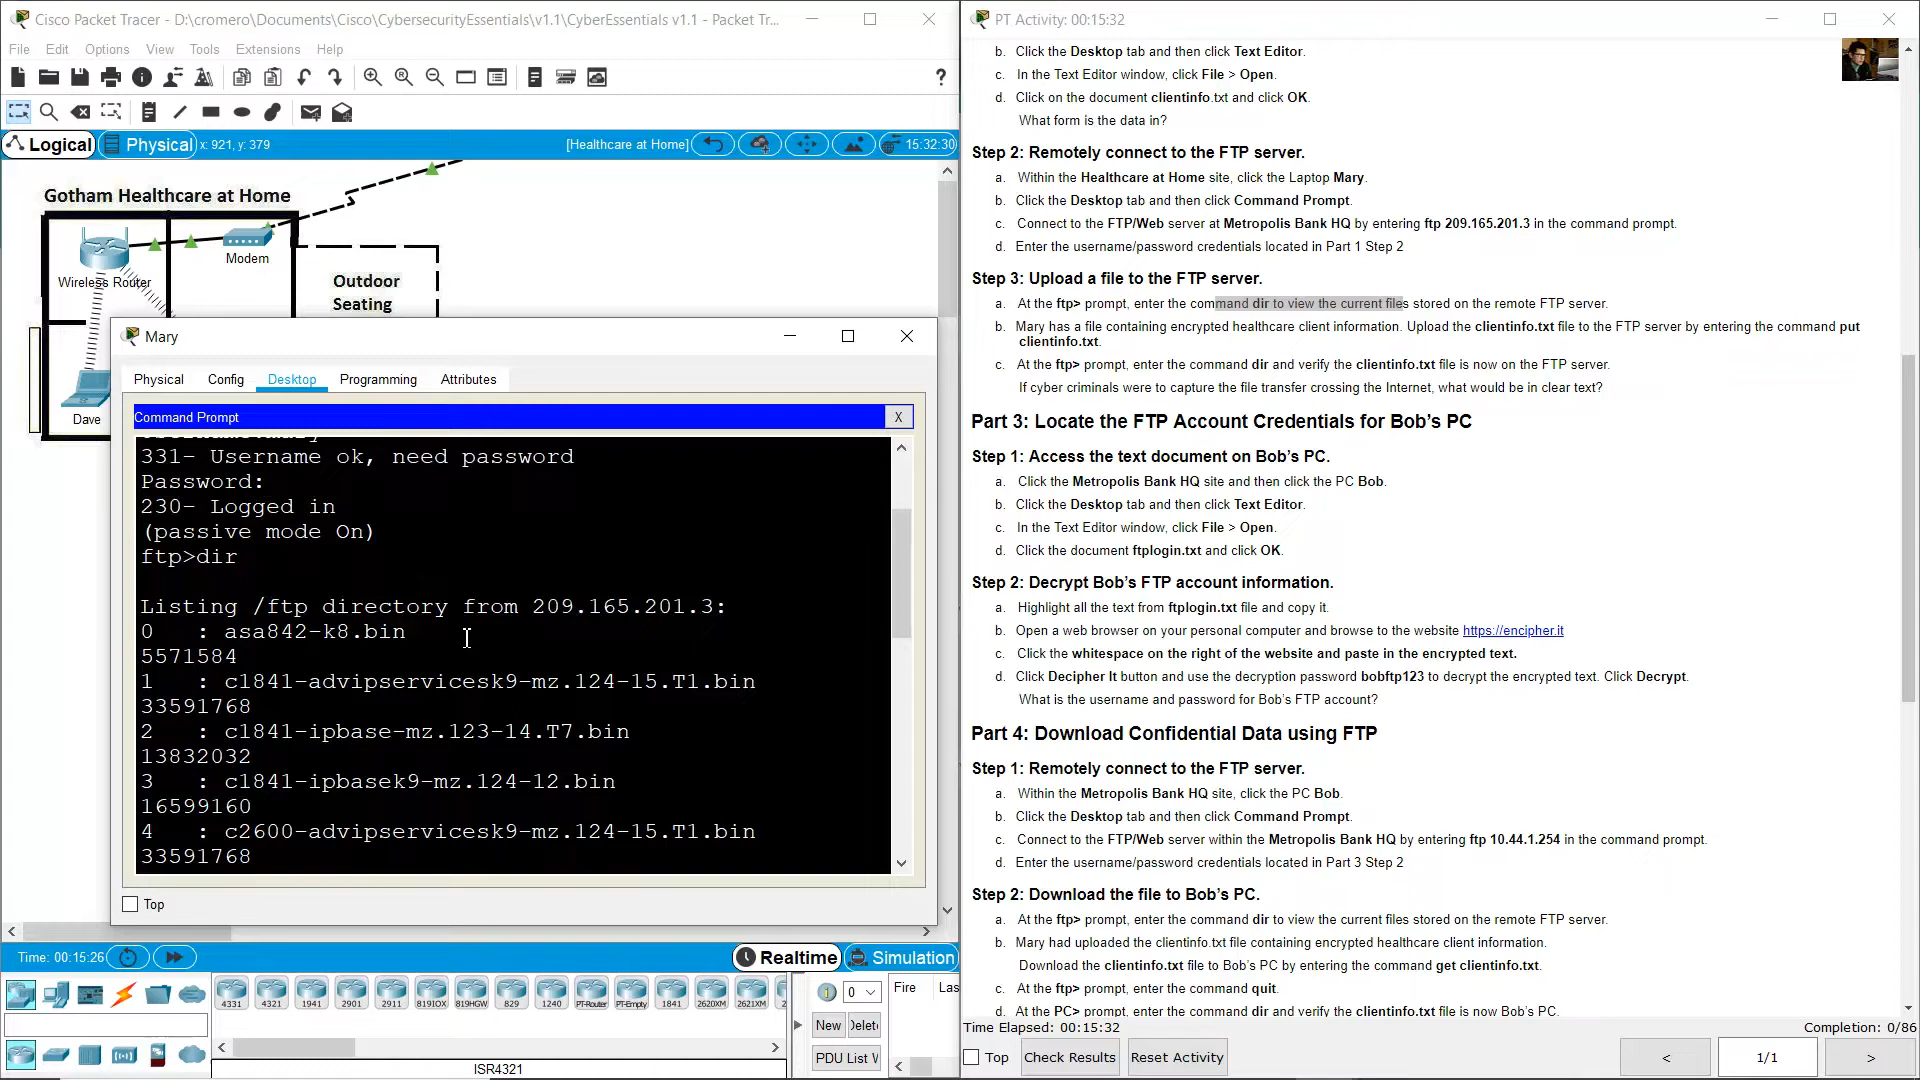 Cisco Packet Tracer - D:\cromero\Documents\Cisco\CybersecurityEssentials\v1.1\CyberEssentials v1.1 - Packet Tr...
File Edit Options View Tools Extensions Help
?
Logical Physical x: 921, y: 379 [Healthcare at Home] 15:32:30
Gotham Healthcare at Home
Modem
Wireless Router
Outdoor
Seating
Dave
Mary
Physical Config Desktop Programming Attributes
Command Prompt X
331- Username ok, need password
Password:
230- Logged in
(passive mode On)
ftp>dir
Listing /ftp directory from 209.165.201.3:
0 : asa842-k8.bin
5571584
1 : c1841-advipservicesk9-mz.124-15.T1.bin
33591768
2 : c1841-ipbase-mz.123-14.T7.bin
13832032
3 : c1841-ipbasek9-mz.124-12.bin
16599160
4 : c2600-advipservicesk9-mz.124-15.T1.bin
33591768
Top
Time: 00:15:26 Realtime Simulation
4331 4321 1941 2901 2911 819IOX 819HGW 829 1240 PT-Router PT-Empty 1841 2620XM 2621XM
0
Fire Las
New Delet
PDU List W
ISR4321
PT Activity: 00:15:32
b. Click the Desktop tab and then click Text Editor.
c. In the Text Editor window, click File > Open.
d. Click on the document clientinfo.txt and click OK.
What form is the data in?
Step 2: Remotely connect to the FTP server.
a. Within the Healthcare at Home site, click the Laptop Mary.
b. Click the Desktop tab and then click Command Prompt.
c. Connect to the FTP/Web server at Metropolis Bank HQ by entering ftp 209.165.201.3 in the command prompt.
d. Enter the username/password credentials located in Part 1 Step 2
Step 3: Upload a file to the FTP server.
a. At the ftp> prompt, enter the command dir to view the current files stored on the remote FTP server.
b. Mary has a file containing encrypted healthcare client information. Upload the clientinfo.txt file to the FTP server by entering the command put
clientinfo.txt.
c. At the ftp> prompt, enter the command dir and verify the clientinfo.txt file is now on the FTP server.
If cyber criminals were to capture the file transfer crossing the Internet, what would be in clear text?
Part 3: Locate the FTP Account Credentials for Bob's PC
Step 1: Access the text document on Bob's PC.
a. Click the Metropolis Bank HQ site and then click the PC Bob.
b. Click the Desktop tab and then click Text Editor.
c. In the Text Editor window, click File > Open.
d. Click the document ftplogin.txt and click OK.
Step 2: Decrypt Bob's FTP account information.
a. Highlight all the text from ftplogin.txt file and copy it.
b. Open a web browser on your personal computer and browse to the website https://encipher.it
c. Click the whitespace on the right of the website and paste in the encrypted text.
d. Click Decipher It button and use the decryption password bobftp123 to decrypt the encrypted text. Click Decrypt.
What is the username and password for Bob's FTP account?
Part 4: Download Confidential Data using FTP
Step 1: Remotely connect to the FTP server.
a. Within the Metropolis Bank HQ site, click the PC Bob.
b. Click the Desktop tab and then click Command Prompt.
c. Connect to the FTP/Web server within the Metropolis Bank HQ by entering ftp 10.44.1.254 in the command prompt.
d. Enter the username/password credentials located in Part 3 Step 2
Step 2: Download the file to Bob's PC.
a. At the ftp> prompt, enter the command dir to view the current files stored on the remote FTP server.
b. Mary had uploaded the clientinfo.txt file containing encrypted healthcare client information.
Download the clientinfo.txt file to Bob's PC by entering the command get clientinfo.txt.
c. At the ftp> prompt, enter the command quit.
d. At the PC> prompt, enter the command dir and verify the clientinfo.txt file is now Bob's PC.
Time Elapsed: 00:15:32 Completion: 0/86
Top Check Results Reset Activity < 1/1 >